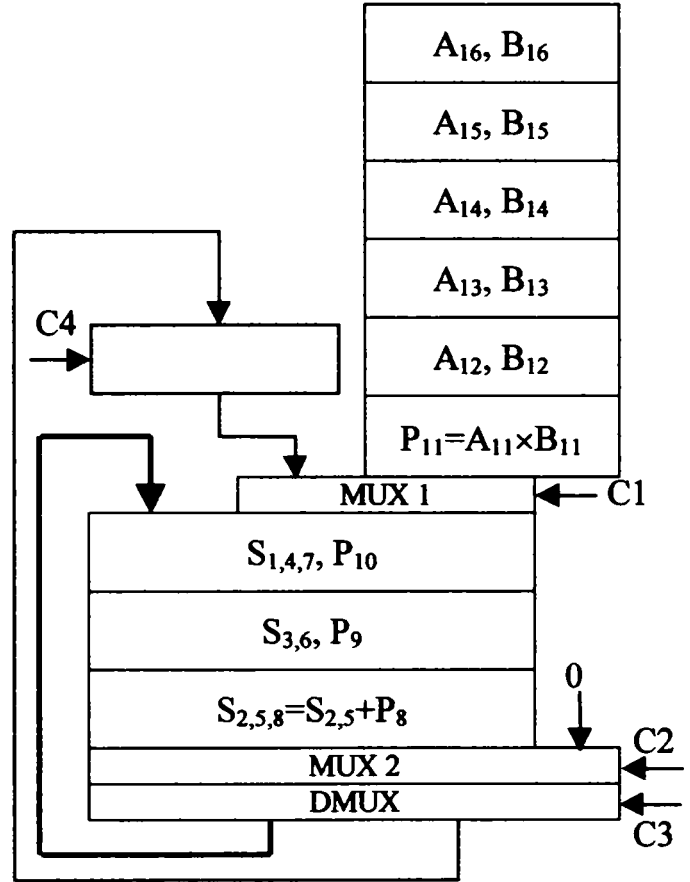 A₁₆, B₁₆
A₁₅, B₁₅
A₁₄, B₁₄
A₁₃, B₁₃
C4
A₁₂, B₁₂
P₁₁=A₁₁×B₁₁
MUX 1
C1
S₁,₄,₇, P₁₀
S₃,₆, P₉
0
S₂,₅,₈=S₂,₅+P₈
C2
MUX 2
DMUX
C3